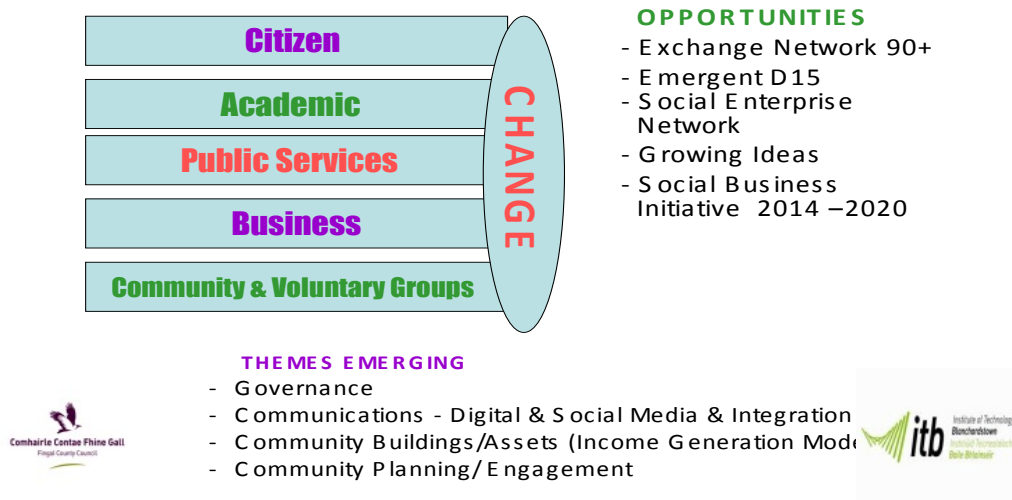 Citizen
Academic
Public Services
Business
Community & Voluntary Groups
CHANGE
OPPORTUNITIES
- Exchange Network 90+
- Emergent D15
- Social Enterprise
Network
- Growing Ideas
- Social Business
Initiative 2014 –2020
THEMES EMERGING
- Governance
- Communications - Digital & Social Media & Integration
- Community Buildings/Assets (Income Generation Mode
- Community Planning/Engagement
Comhairle Contae Fhine Gall
Fingal County Council
itb
Institute of Technology
Blanchardstown
Baile Bhlainséir